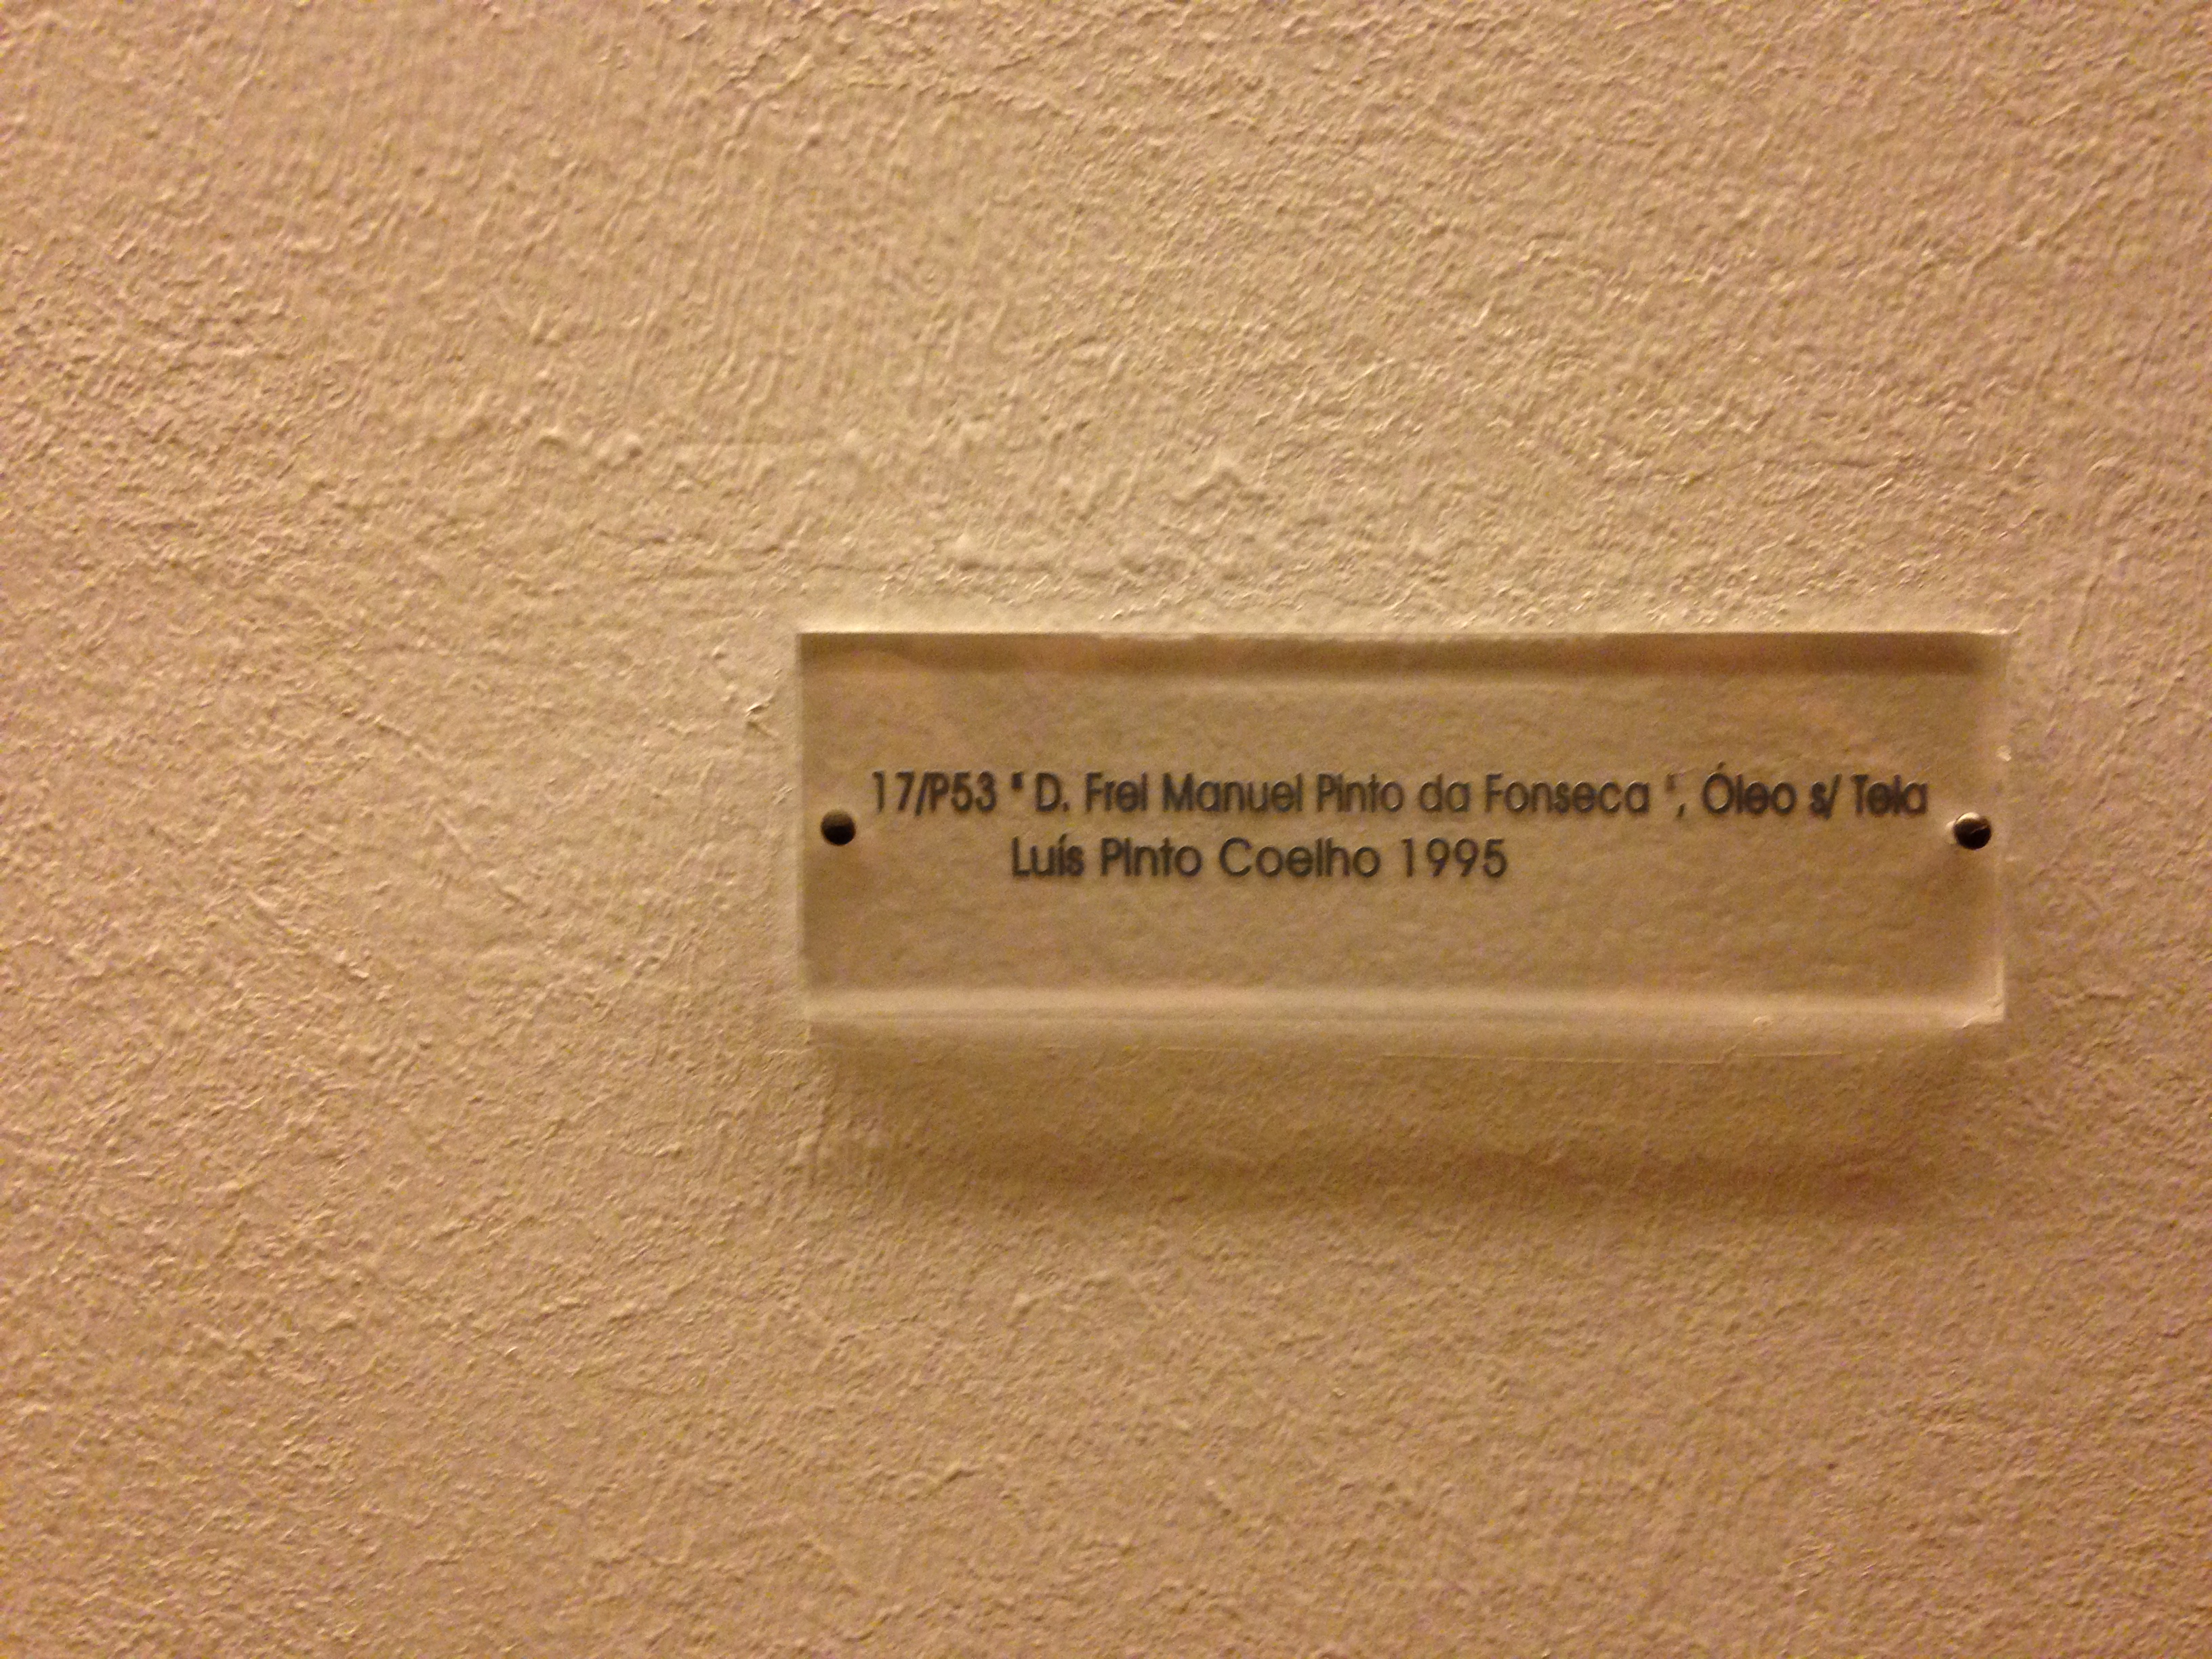 17/P53 " D. Frei Manuel Pinto da Fonseca ", Óleo s/ Tela
Luís Pinto Coelho 1995